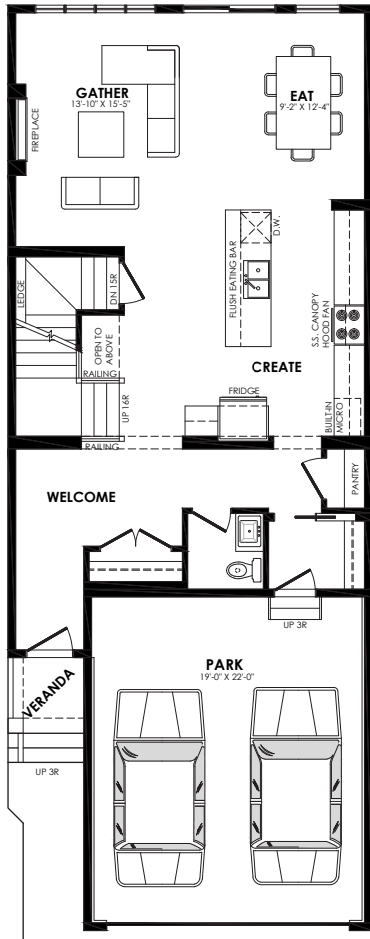 GATHER
13'-10" X 15'-5"
EAT
9'-2" X 12'-4"
FIREPLACE
D.W.
FLUSH EATING BAR
LEDGE
DN 15R
OPEN TO
ABOVE
RAILING
UP 16R
RAILING
S.S. CANOPY
HOOD FAN
CREATE
FRIDGE
BUILT-IN
MICRO
WELCOME
PANTRY
UP 3R
PARK
19'-0" X 22'-0"
VERANDA
UP 3R